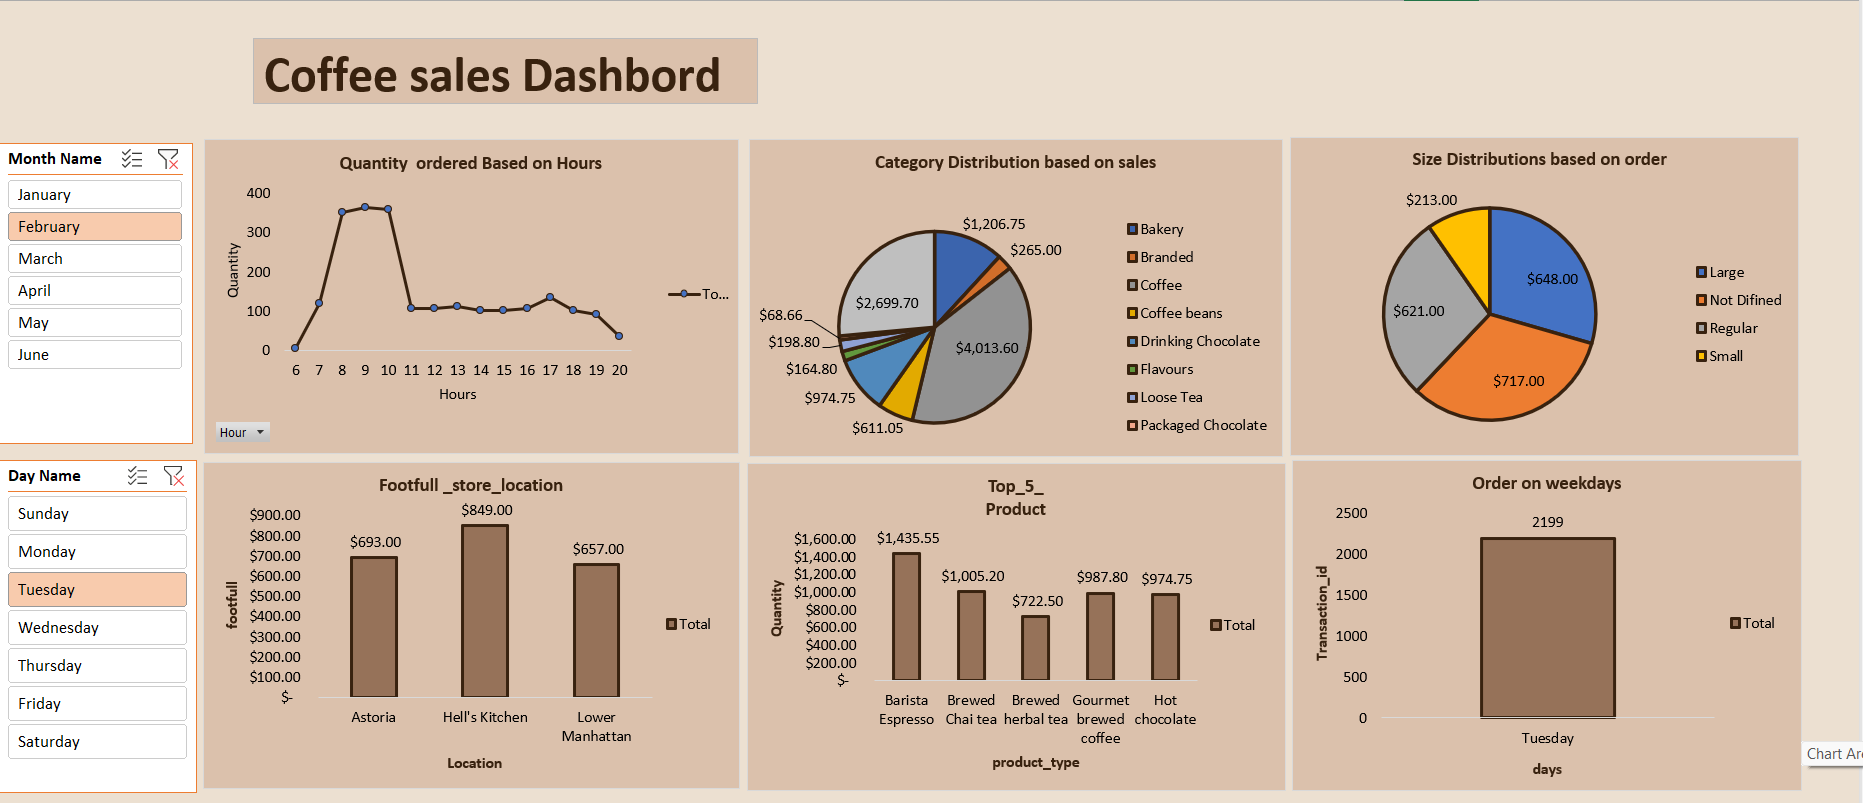 Coffee sales Dashbord
Month Name
January
February
March
April
May
June
Day Name
Sunday
Monday
Tuesday
Wednesday
Thursday
Friday
Saturday
Quantity  ordered Based on Hours
400
300
200
100
0
Quantity
6 7 8 9 10 11 12 13 14 15 16 17 18 19 20
Hours
To...
Hour
Category Distribution based on sales
$1,206.75
$265.00
$4,013.60
$611.05
$974.75
$164.80
$198.80
$68.66
$2,699.70
Bakery
Branded
Coffee
Coffee beans
Drinking Chocolate
Flavours
Loose Tea
Packaged Chocolate
Size Distributions based on order
$213.00
$648.00
$621.00
$717.00
Large
Not Difined
Regular
Small
Footfull _store_location
$900.00
$800.00
$700.00
$600.00
$500.00
$400.00
$300.00
$200.00
$100.00
$-
footfull
$693.00
$849.00
$657.00
Astoria
Hell's Kitchen
Lower
Manhattan
Location
Total
Top_5_
Product
$1,600.00
$1,400.00
$1,200.00
$1,000.00
$800.00
$600.00
$400.00
$200.00
$-
Quantity
$1,435.55
$1,005.20
$722.50
$987.80
$974.75
Barista
Espresso
Brewed
Chai tea
Brewed
herbal tea
Gourmet
brewed
coffee
Hot
chocolate
product_type
Total
Order on weekdays
2500
2000
1500
1000
500
0
Transaction_id
2199
Tuesday
days
Total
Chart Are